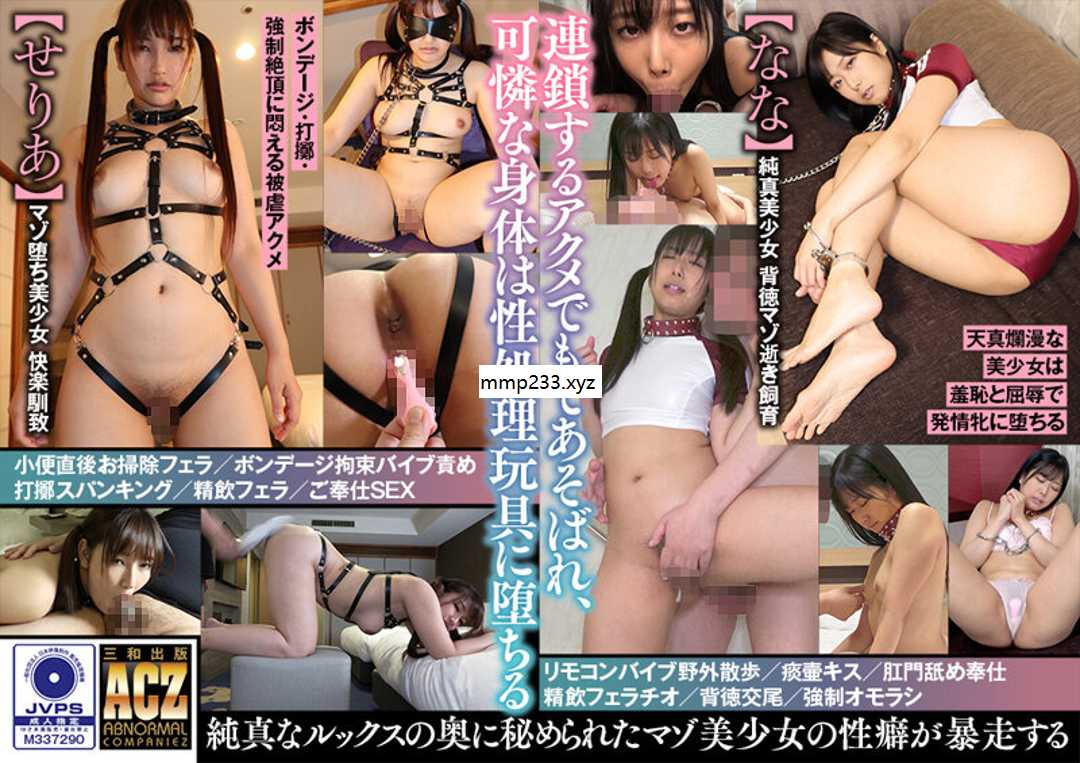 【せりあ】
マゾ堕ち美少女 快楽馴致
ボンデージ・打擲・
強制絶頂に悶える被虐アクメ
小便直後お掃除フェラ／ボンデージ拘束バイブ責め
打擲スパンキング／精飲フェラ／ご奉仕SEX
連鎖するアクメでも
であそばれ、
可憐な身体は性処理玩具に堕ちる
mmp233.xyz
【なな】
純真美少女 背徳マゾ逝き飼育
天真爛漫な
美少女は
羞恥と屈辱で
発情牝に堕ちる
リモコンバイブ野外散歩／痰壷キス／肛門舐め奉仕
精飲フェラチオ／背徳交尾／強制オモラシ
JVPS
成人指定
M337290
三和出版
ACZ
ABNORMAL
COMPANIEZ
純真なルックスの奥に秘められたマゾ美少女の性癖が暴走する